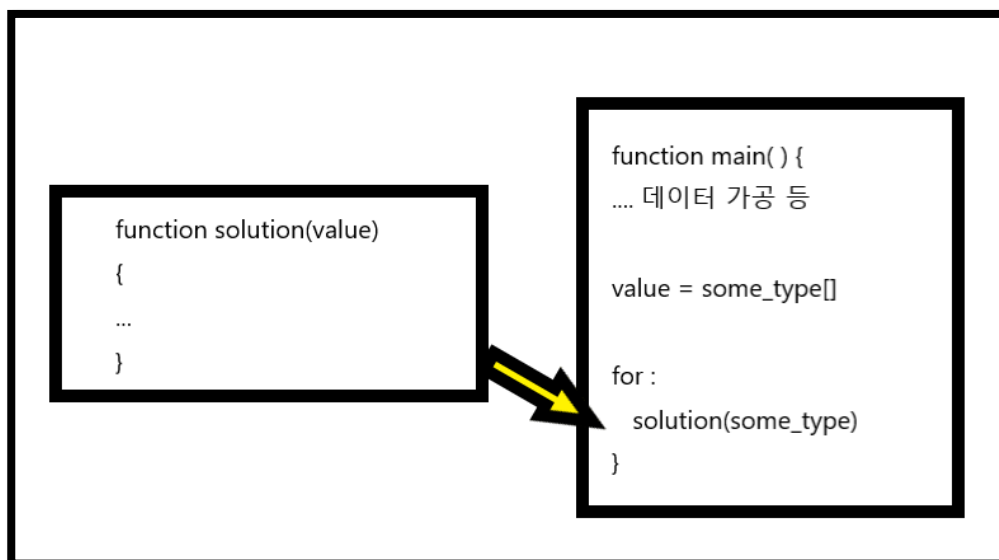 function solution(value)
{
...
}
function main( ) {
.... 데이터 가공 등
value = some_type[]
for :
solution(some_type)
}